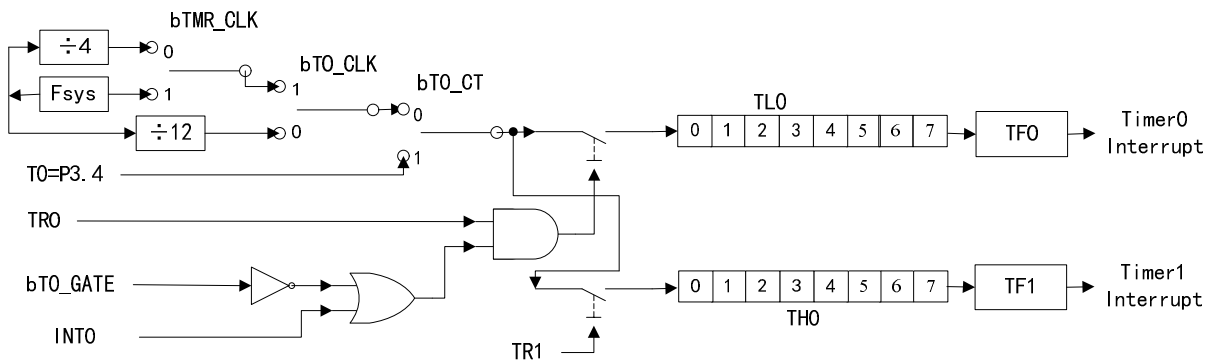 bTMR_CLK
÷4
0
bT0_CLK
bT0_CT
Fsys
1
1
0
TL0
÷12
0
0 1 2 3 4 5 6 7
TF0
Timer0
Interrupt
1
T0=P3.4
TR0
bT0_GATE
0 1 2 3 4 5 6 7
TF1
Timer1
Interrupt
TH0
INT0
TR1